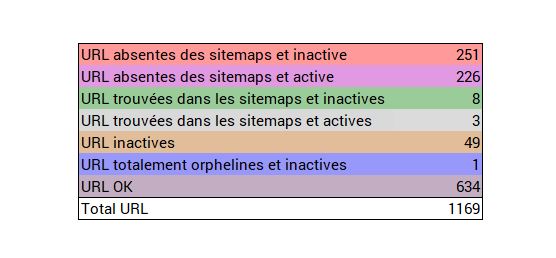 URL absentes des sitemaps et inactive 251
URL absentes des sitemaps et active 226
URL trouvées dans les sitemaps et inactives 8
URL trouvées dans les sitemaps et actives 3
URL inactives 49
URL totalement orphelines et inactives 1
URL OK 634
Total URL 1169